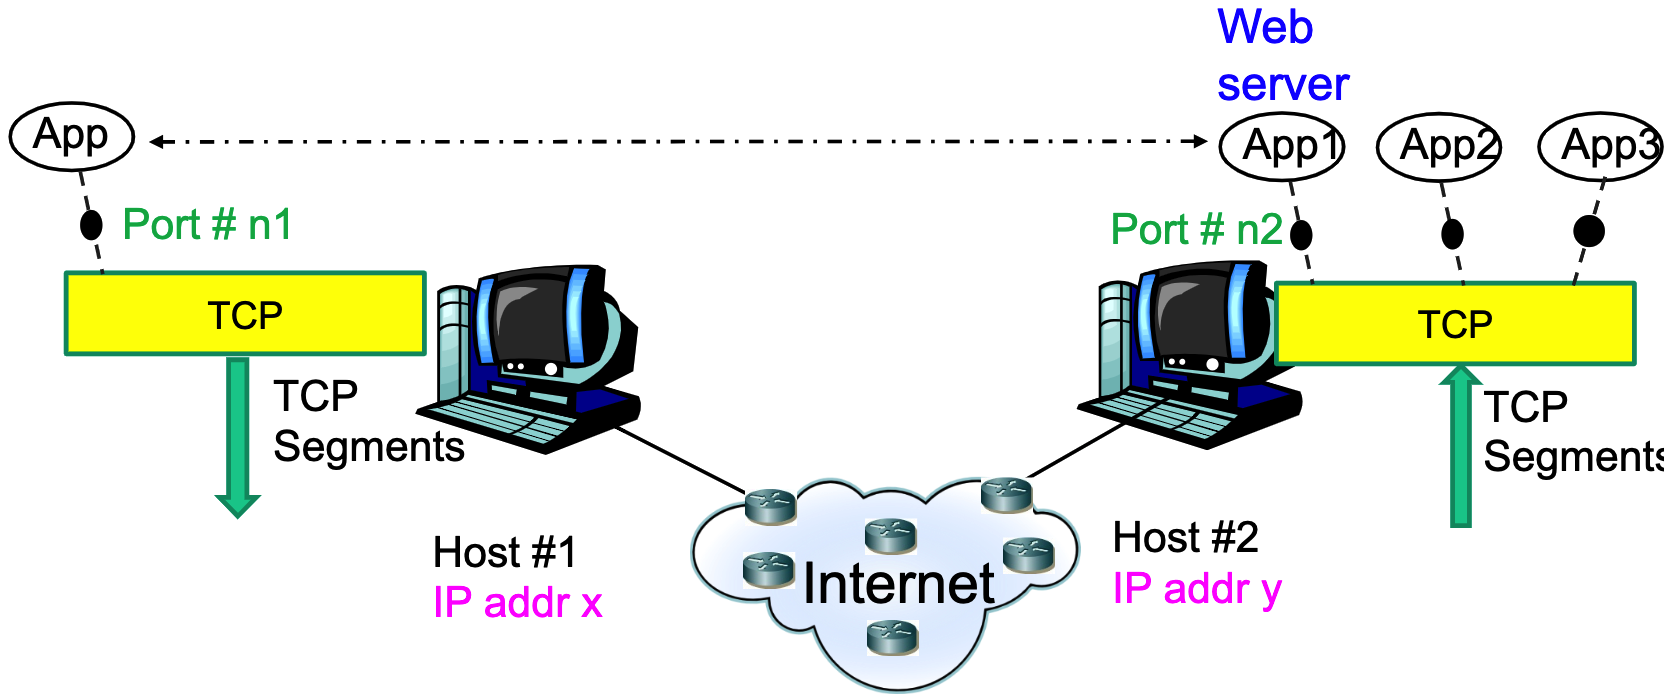 Web
server
App
App1
App2
App3
Port # n1
Port # n2
TCP
TCP
TCP
Segments
TCP
Segments
Host #1
IP addr x
Internet
Host #2
IP addr y